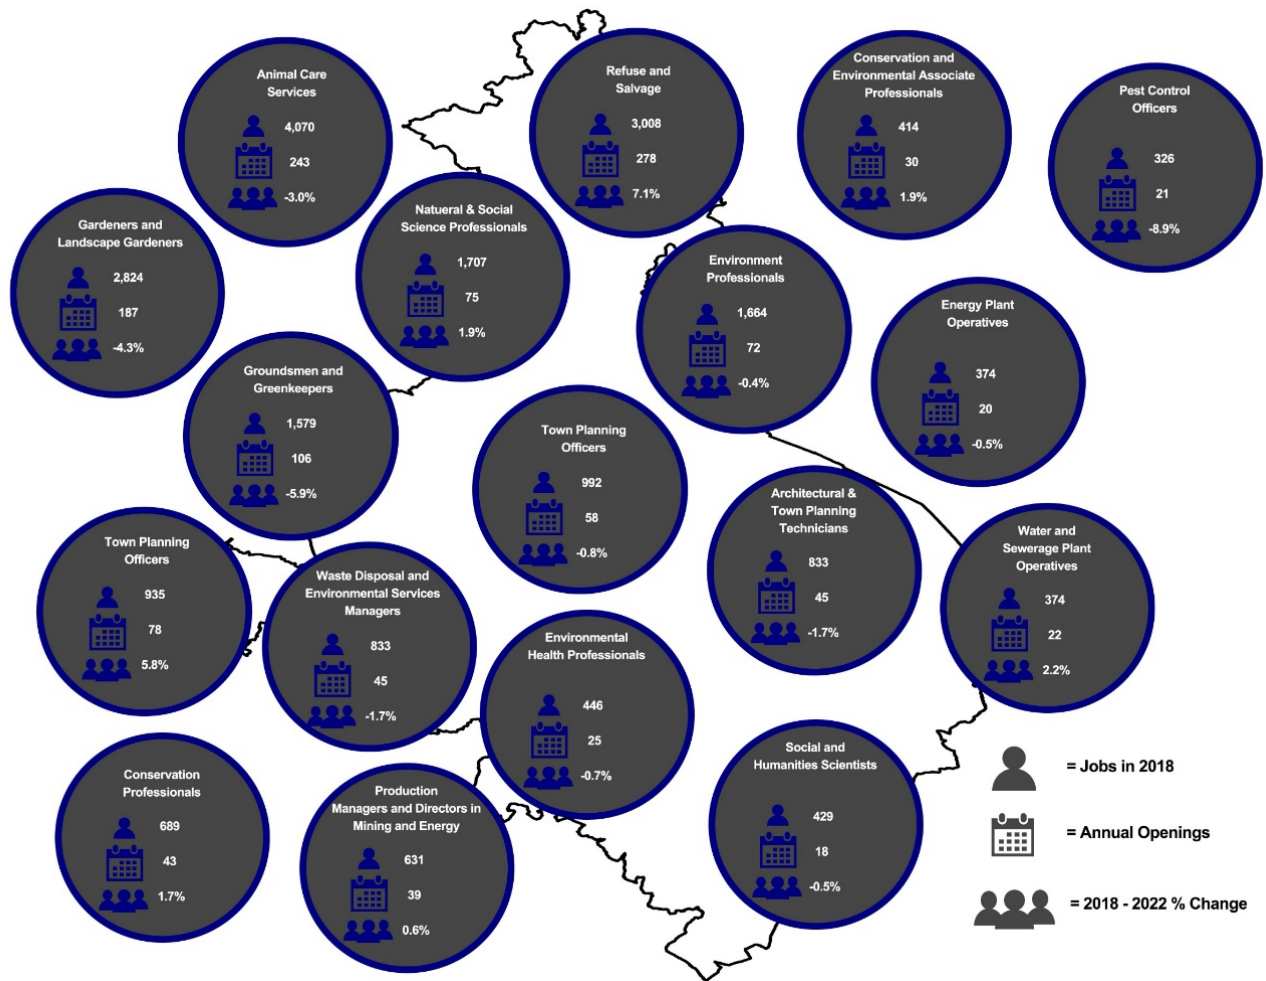 Animal Care
Services
4,070
243
-3.0%
Refuse and
Salvage
3,008
278
7.1%
Conservation and
Environmental Associate
Professionals
414
30
1.9%
Pest Control
Officers
326
21
-8.9%
Gardeners and
Landscape Gardeners
2,824
187
-4.3%
Natueral & Social
Science Professionals
1,707
75
1.9%
Environment
Professionals
1,664
72
-0.4%
Energy Plant
Operatives
374
20
-0.5%
Groundsmen and
Greenkeepers
1,579
106
-5.9%
Town Planning
Officers
992
58
-0.8%
Architectural &
Town Planning
Technicians
833
45
-1.7%
Water and
Sewerage Plant
Operatives
374
22
2.2%
Town Planning
Officers
935
78
5.8%
Waste Disposal and
Environmental Services
Managers
833
45
-1.7%
Environmental
Health Professionals
446
25
-0.7%
Social and
Humanities Scientists
429
18
-0.5%
Conservation
Professionals
689
43
1.7%
Production
Managers and Directors in
Mining and Energy
631
39
0.6%
= Jobs in 2018
= Annual Openings
= 2018 - 2022 % Change